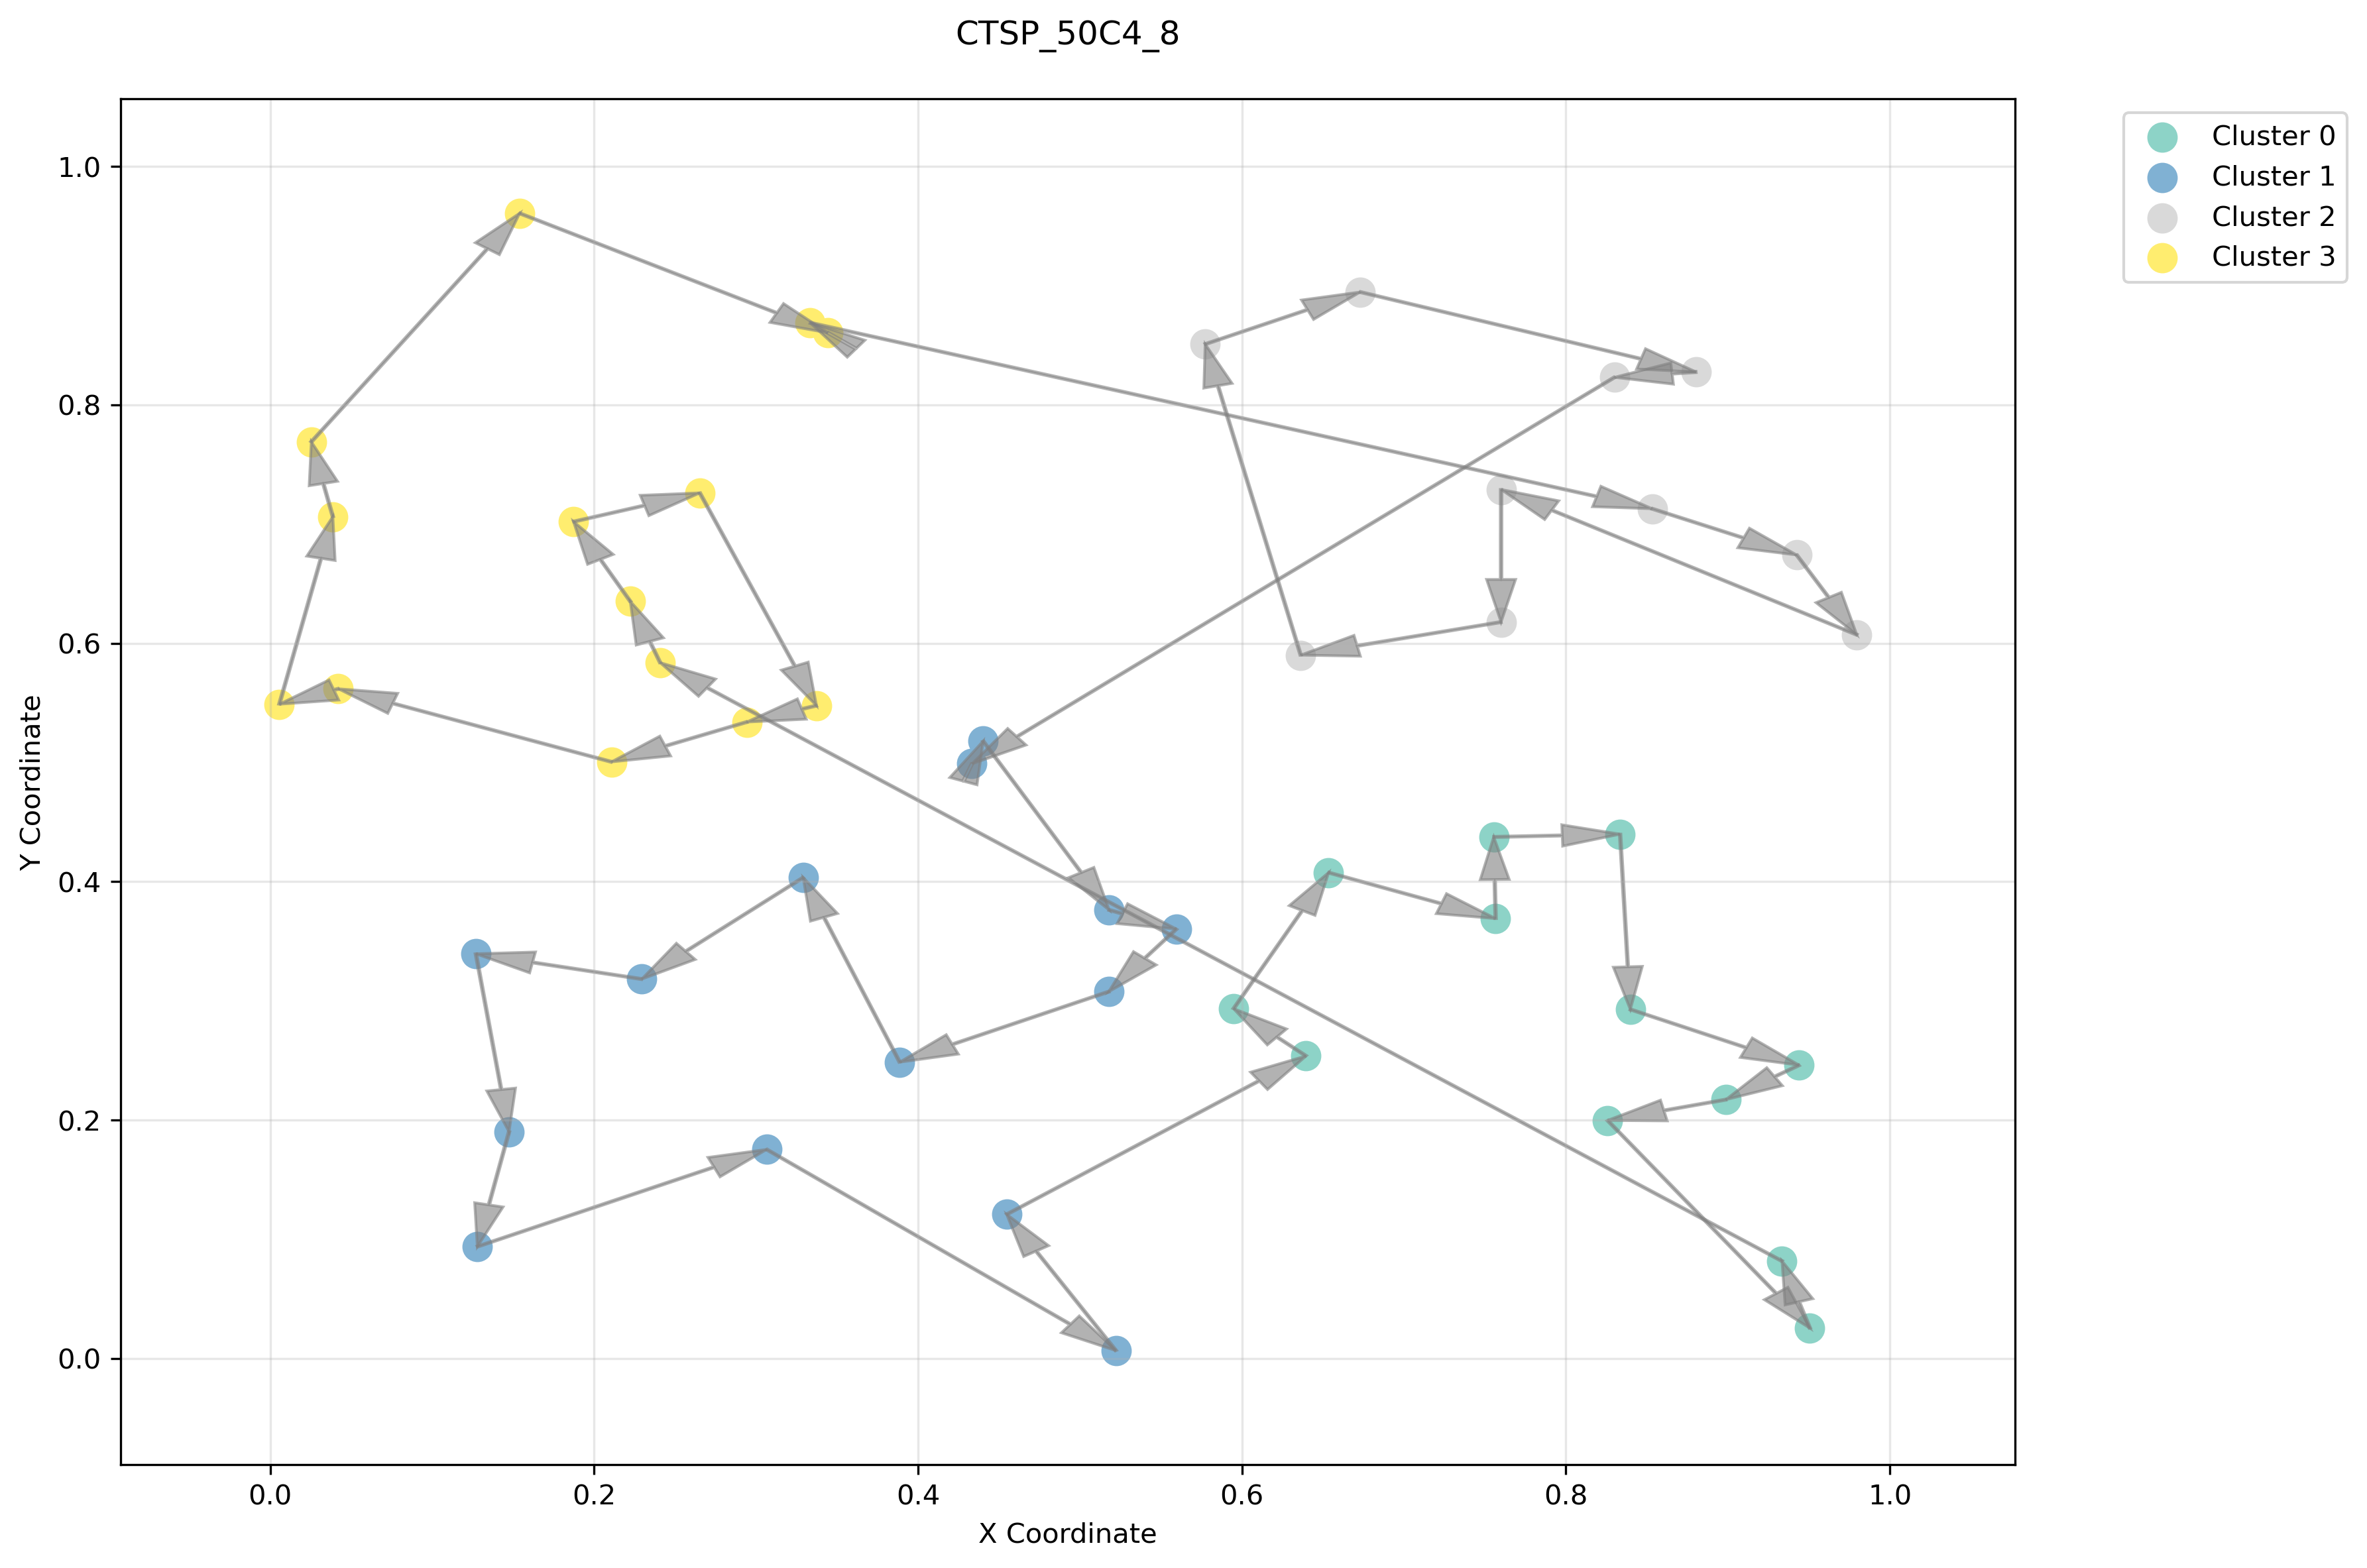 CTSP_50C4_8
Cluster 0
Cluster 1
Cluster 2
Cluster 3
Y Coordinate
1.0
0.8
0.6
0.4
0.2
0.0
0.0 0.2 0.4 0.6 0.8 1.0
X Coordinate